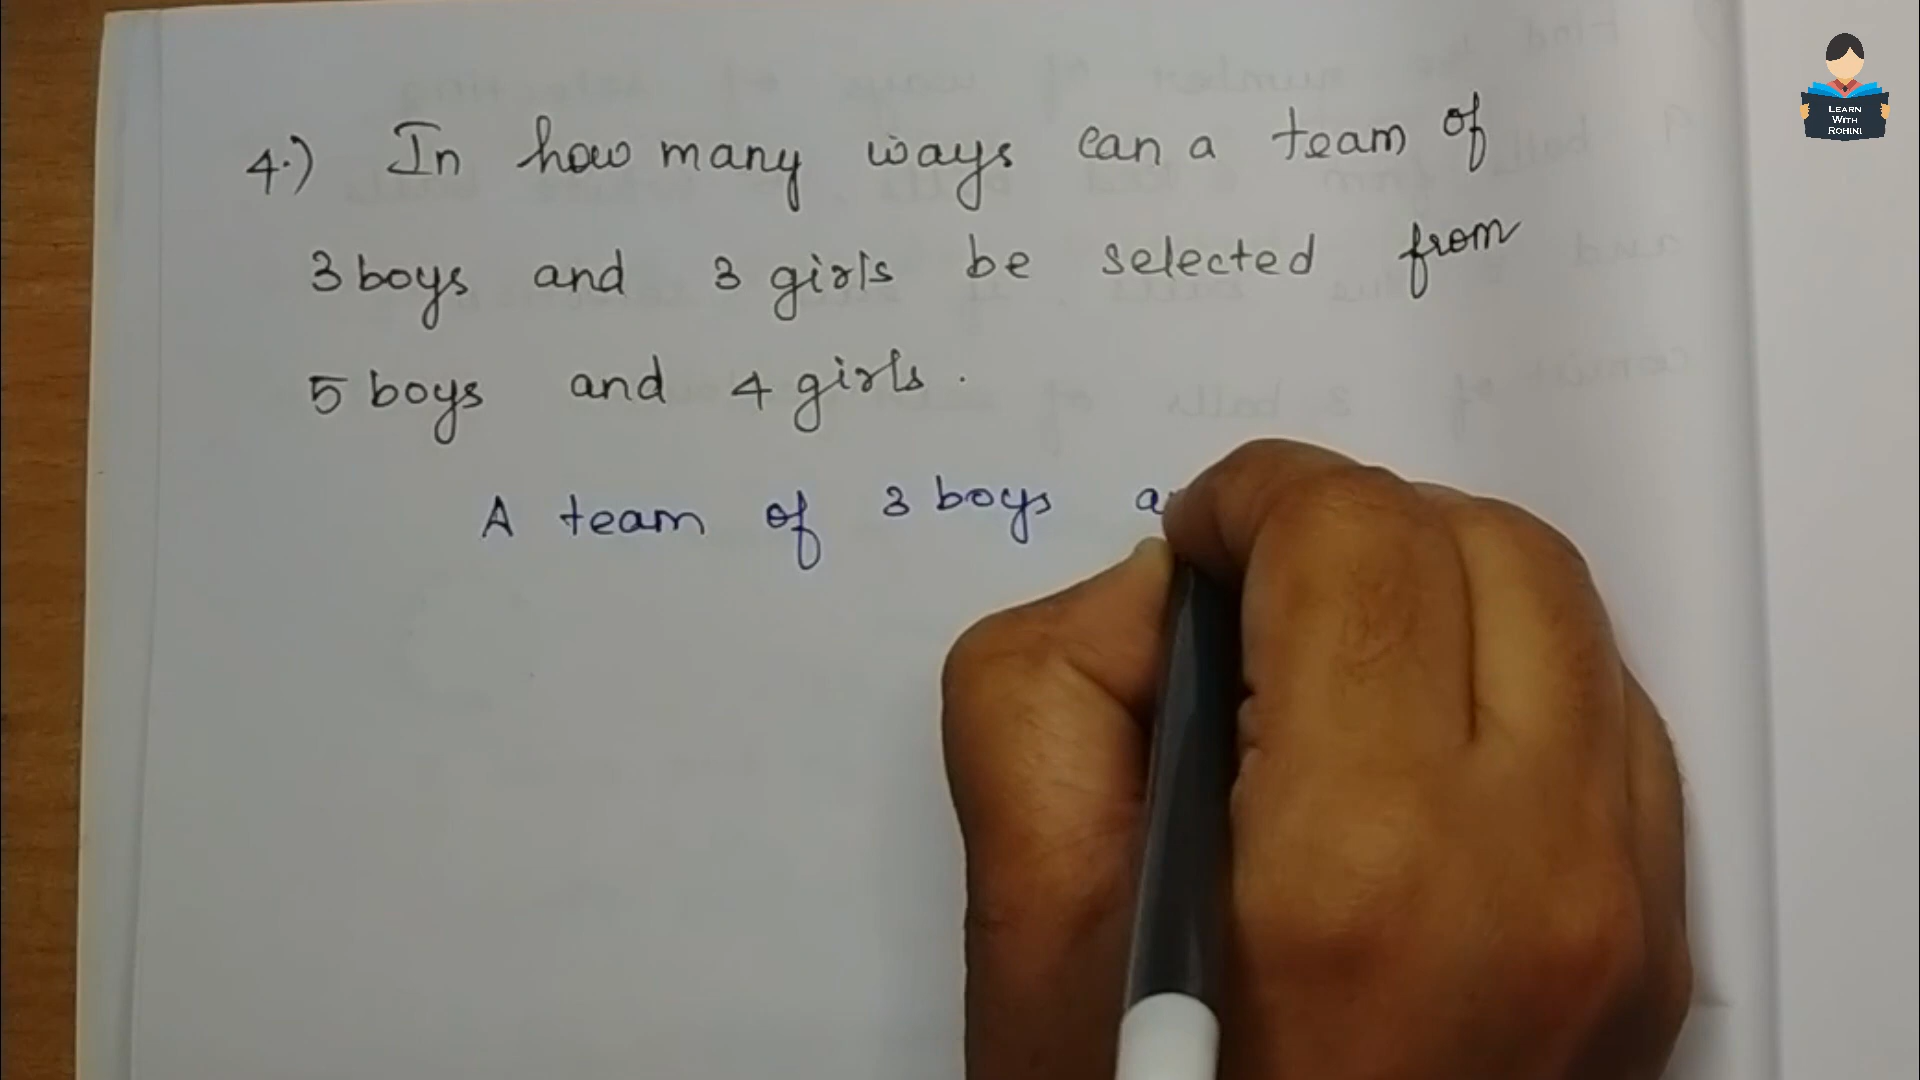 4.) In how many ways can a team of
3 boys and 3 girls be selected from
5 boys and 4 girls.
A team of 3 boys a
LEARN
WITH
ROHINI